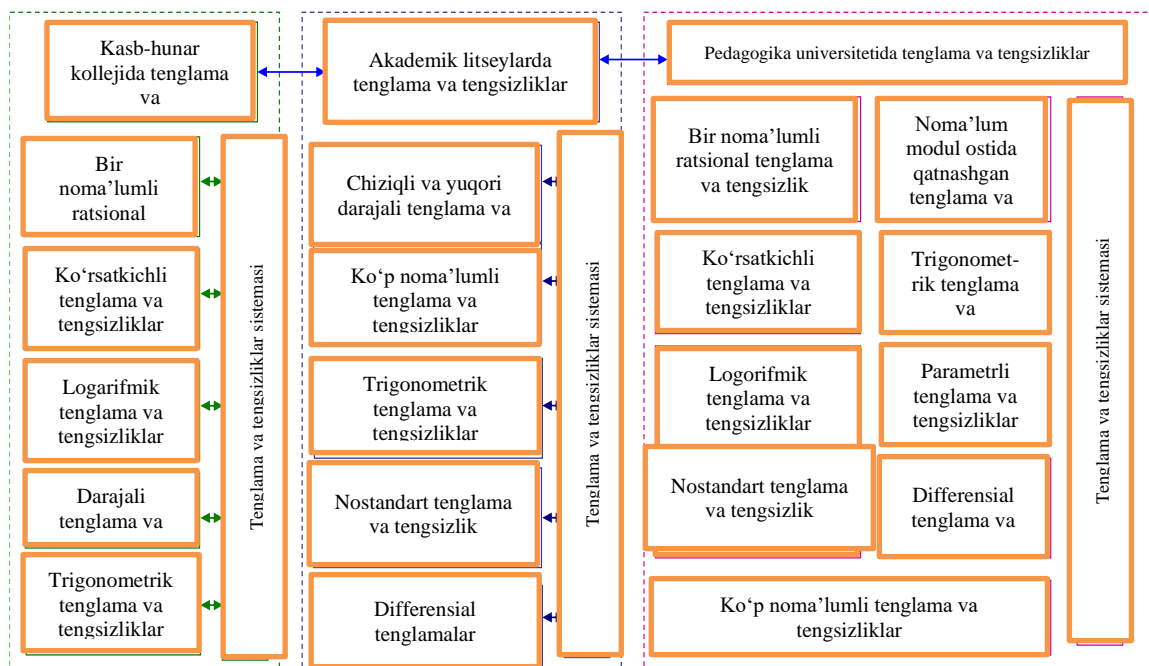 Kasb-hunar
kollejida tenglama
va
Akademik litseylarda
tenglama va tengsizliklar
Pedagogika universitetida tenglama va tengsizliklar
Bir
noma’lumli
ratsional
Ko‘rsatkichli
tenglama va
tengsizliklar
Logarifmik
tenglama va
tengsizliklar
Darajali
tenglama va
Trigonometrik
tenglama va
tengsizliklar
Tenglama va tengsizliklar sistemasi
Chiziqli va yuqori
darajali tenglama va
Ko‘p noma’lumli
tenglama va
tengsizliklar
Trigonometrik
tenglama va
tengsizliklar
Nostandart tenglama
va tengsizlik
Differensial
tenglamalar
Tenglama va tengsizliklar sistemasi
Bir noma’lumli
ratsional tenglama
va tengsizlik
Noma’lum
modul ostida
qatnashgan
tenglama va
Ko‘rsatkichli
tenglama va
tengsizliklar
Trigonomet-
rik tenglama
va
Logorifmik
tenglama va
tengsizliklar
Parametrli
tenglama va
tengsizliklar
Nostandart tenglama
va tengsizlik
Differensial
tenglama va
Ko‘p noma’lumli tenglama va
tengsizliklar
Tenglama va tengsizliklar sistemasi